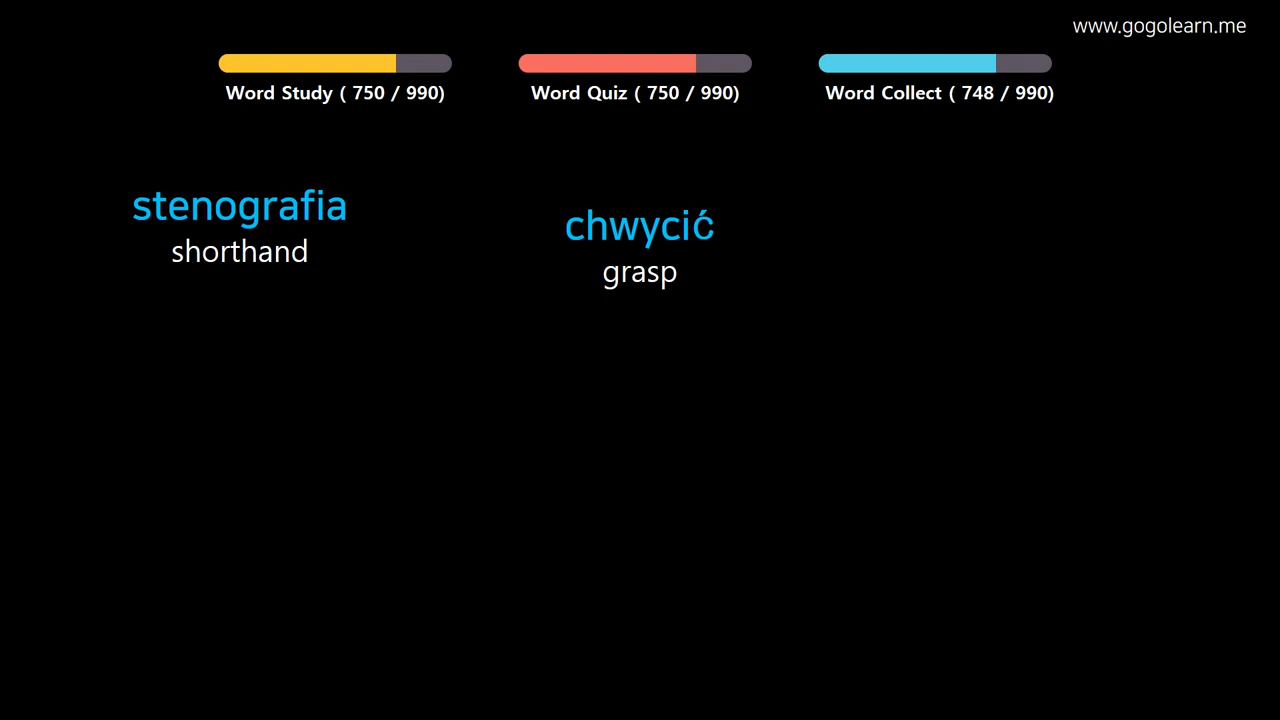 www.gogolearn.me
Word Study ( 750 / 990)
Word Quiz ( 750 / 990)
Word Collect ( 748 / 990)
stenografia
shorthand
chwycić
grasp